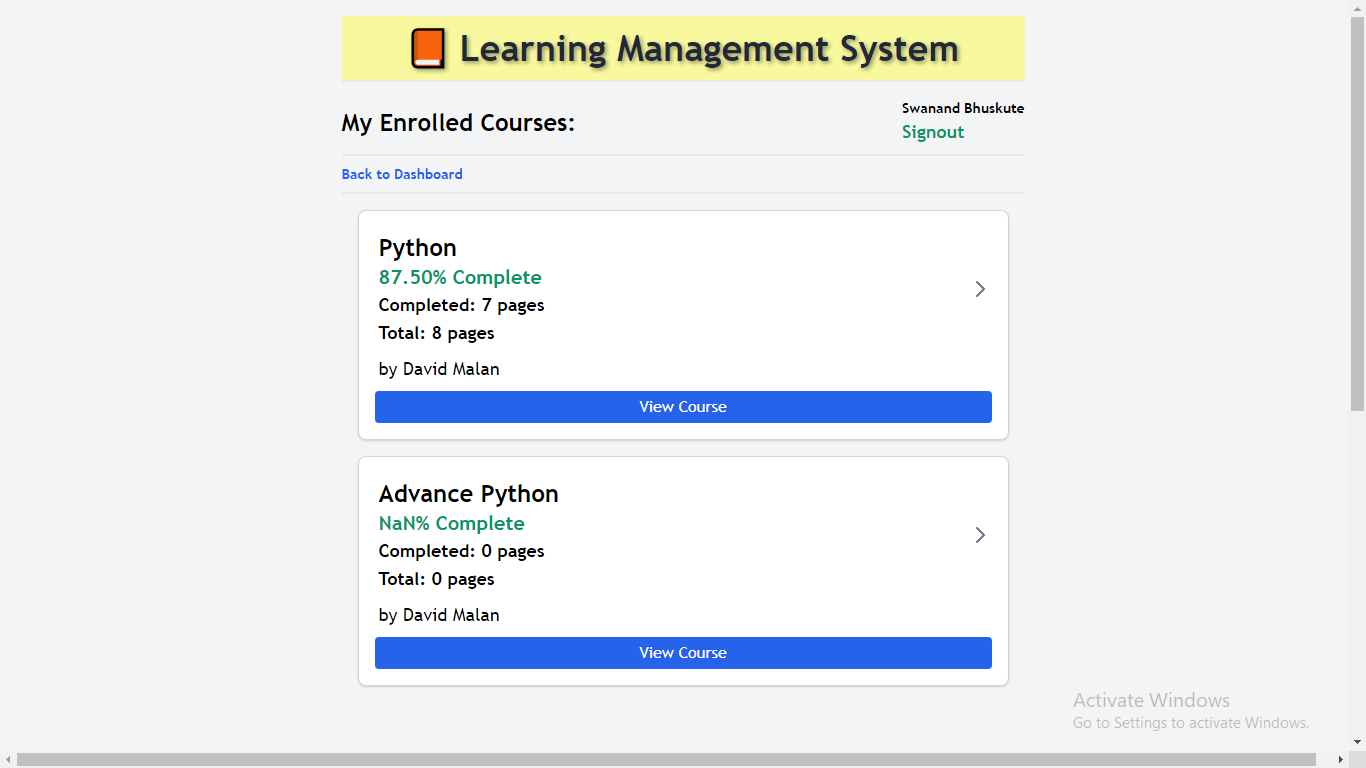 Learning Management System
My Enrolled Courses:
Swanand Bhuskute
Signout
Back to Dashboard
Python
87.50% Complete
Completed: 7 pages
Total: 8 pages
by David Malan
View Course
Advance Python
NaN% Complete
Completed: 0 pages
Total: 0 pages
by David Malan
View Course
Activate Windows
Go to Settings to activate Windows.